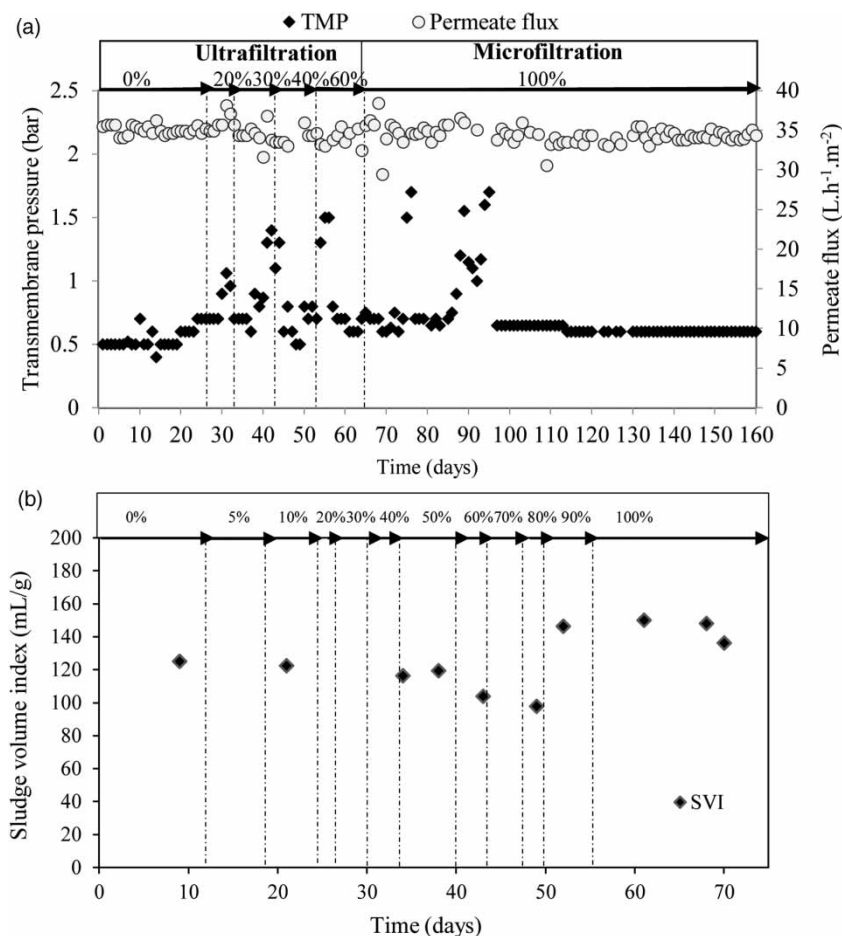 (a)
TMP Permeate flux
Ultrafiltration Microfiltration
0% 20% 30% 40% 60% 100%
2.5 40
35
2 30
1.5 25
20
1 15
0.5 10
5
0 0
0 10 20 30 40 50 60 70 80 90 100 110 120 130 140 150 160
Transmembrane pressure (bar)
Permeate flux (L.h⁻¹.m⁻²)
Time (days)
(b)
0% 5% 10% 20% 30% 40% 50% 60% 70% 80% 90% 100%
200
180
160
140
120
100
80
60
40
20
0
0 10 20 30 40 50 60 70
Sludge volume index (mL/g)
SVI
Time (days)